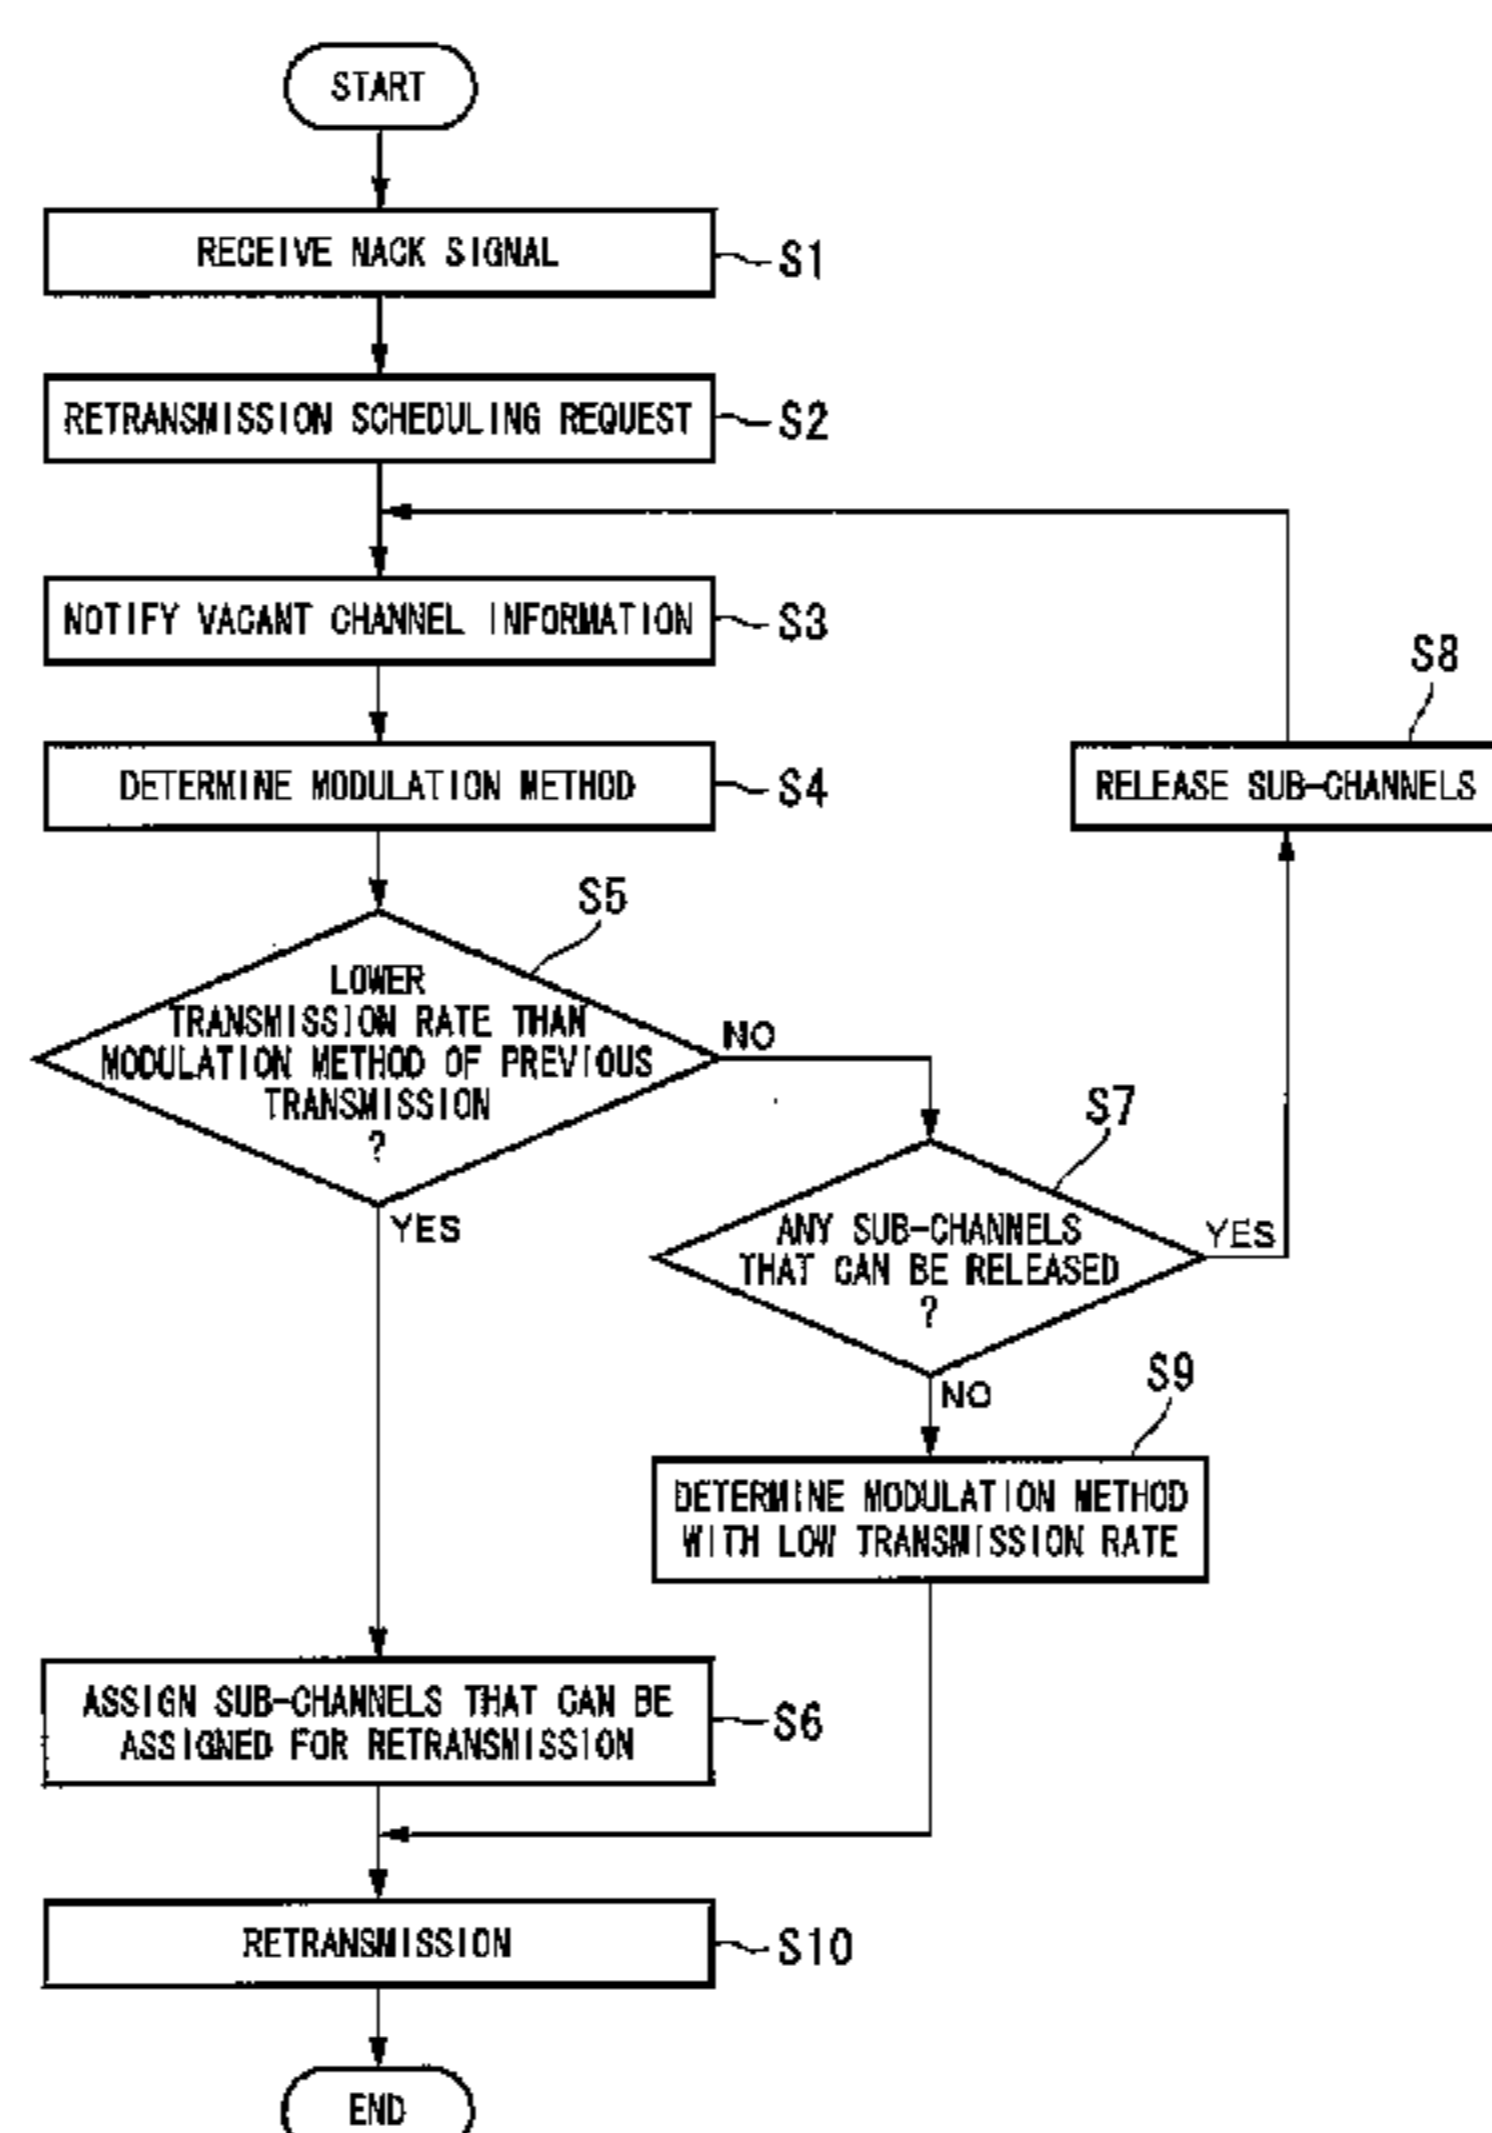 START
RECEIVE NACK SIGNAL
S1
RETRANSMISSION SCHEDULING REQUEST
S2
NOTIFY VACANT CHANNEL INFORMATION
S3
S8
DETERMINE MODULATION METHOD
S4
RELEASE SUB-CHANNELS
S5
LOWER
TRANSMISSION RATE THAN
MODULATION METHOD OF PREVIOUS
TRANSMISSION
?
NO
YES
S7
ANY SUB-CHANNELS
THAT CAN BE RELEASED
?
YES
NO
S9
DETERMINE MODULATION METHOD
WITH LOW TRANSMISSION RATE
ASSIGN SUB-CHANNELS THAT CAN BE
ASSIGNED FOR RETRANSMISSION
S6
RETRANSMISSION
S10
END